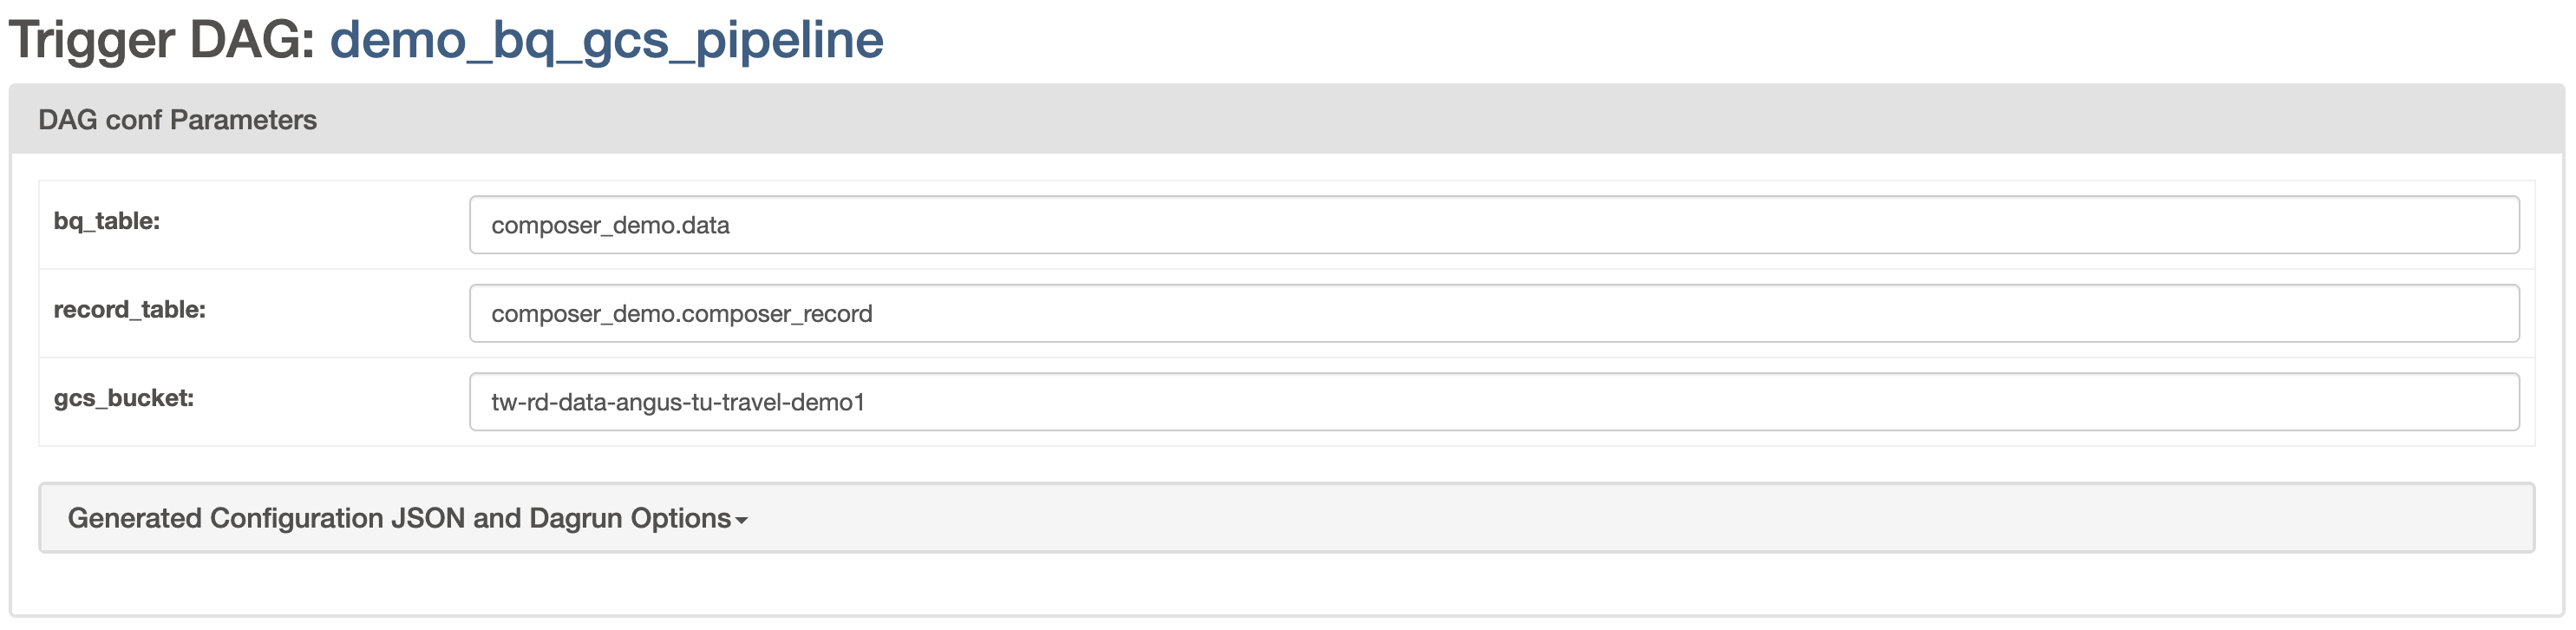 Trigger DAG: demo_bq_gcs_pipeline
DAG conf Parameters
bq_table: composer_demo.data
record_table: composer_demo.composer_record
gcs_bucket: tw-rd-data-angus-tu-travel-demo1
Generated Configuration JSON and Dagrun Options